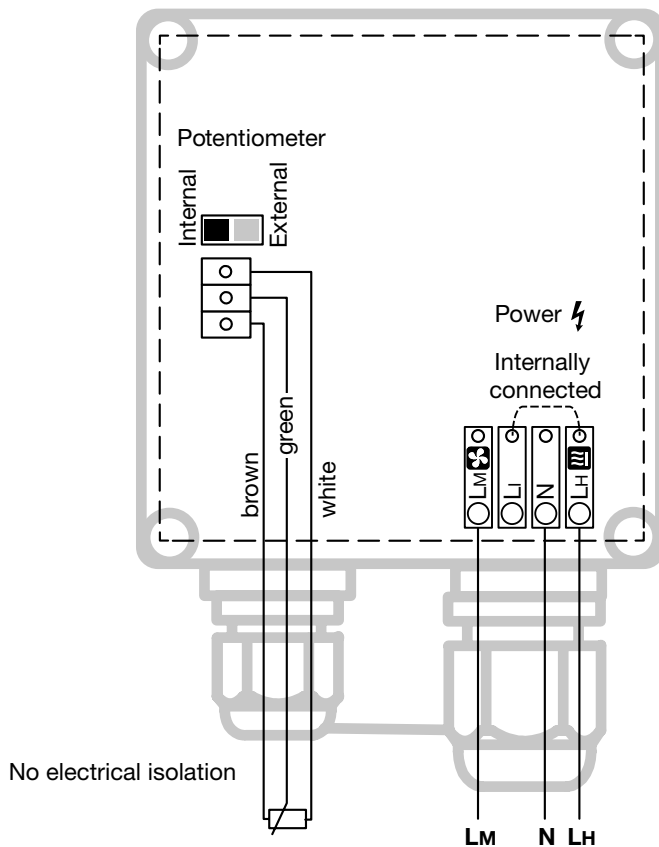 Potentiometer
Internal
External
Power
Internally
connected
brown
green
white
LM
LI
N
LH
No electrical isolation
LM
N
LH